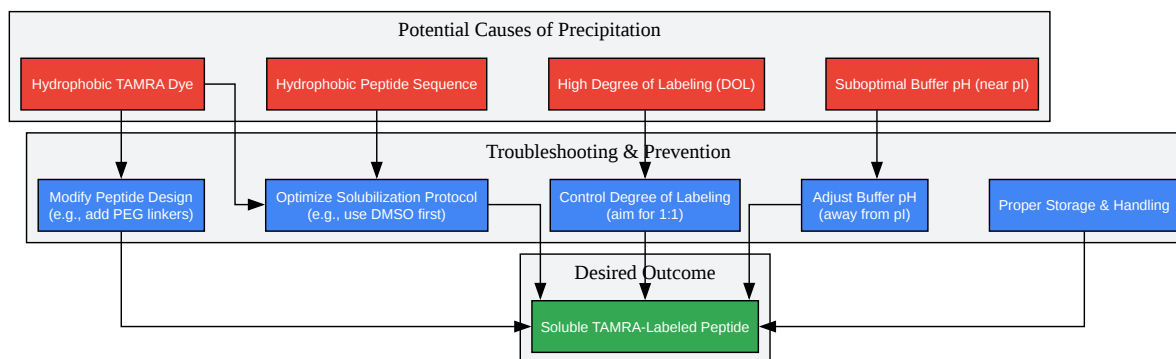 Potential Causes of Precipitation
Hydrophobic TAMRA Dye
Hydrophobic Peptide Sequence
High Degree of Labeling (DOL)
Suboptimal Buffer pH (near pI)
Troubleshooting & Prevention
Modify Peptide Design
(e.g., add PEG linkers)
Optimize Solubilization Protocol
(e.g., use DMSO first)
Control Degree of Labeling
(aim for 1:1)
Adjust Buffer pH
(away from pI)
Proper Storage & Handling
Desired Outcome
Soluble TAMRA-Labeled Peptide